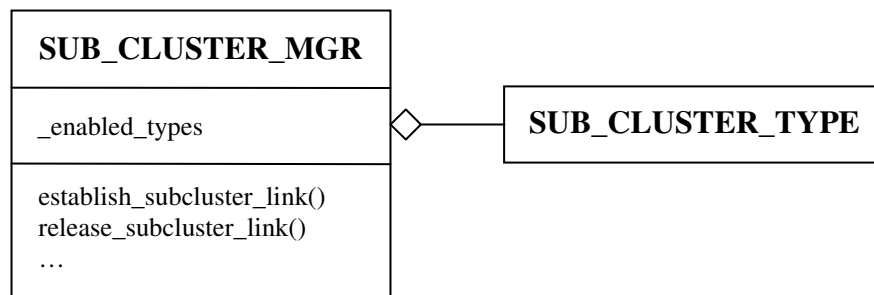 SUB_CLUSTER_MGR
_enabled_types
SUB_CLUSTER_TYPE
establish_subcluster_link()
release_subcluster_link()
…